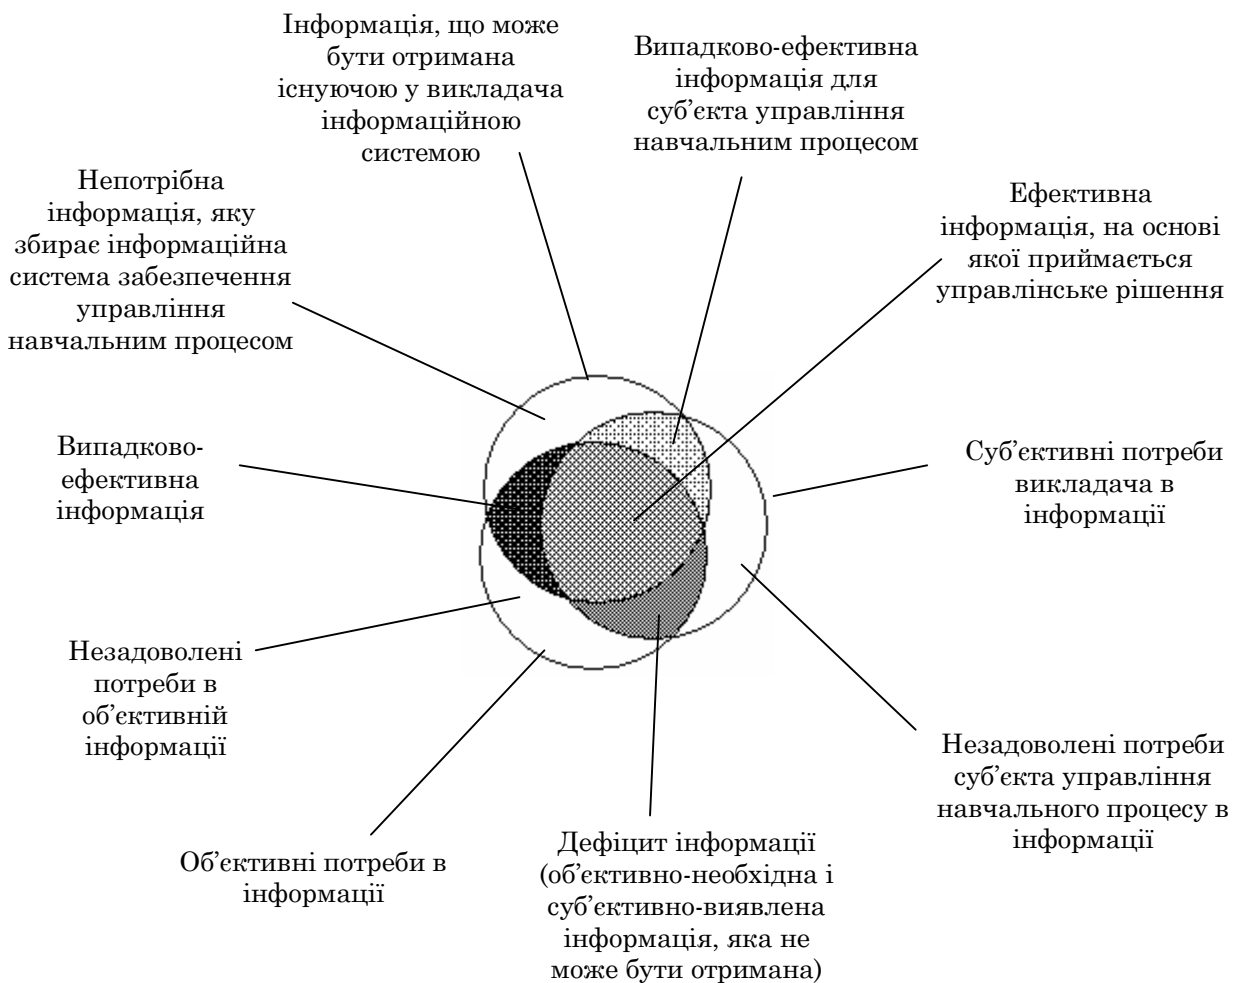 Інформація, що може
бути отримана
існуючою у викладача
інформаційною
системою
Випадково-ефективна
інформація для
суб’єкта управління
навчальним процесом
Непотрібна
інформація, яку
збирає інформаційна
система забезпечення
управління
навчальним процесом
Ефективна
інформація, на основі
якої приймається
управлінське рішення
Випадково-
ефективна
інформація
Суб’єктивні потреби
викладача в
інформації
Незадоволені
потреби в
об’єктивній
інформації
Незадоволені потреби
суб’єкта управління
навчального процесу в
інформації
Об’єктивні потреби в
інформації
Дефіцит інформації
(об’єктивно-необхідна і
суб’єктивно-виявлена
інформація, яка не
може бути отримана)